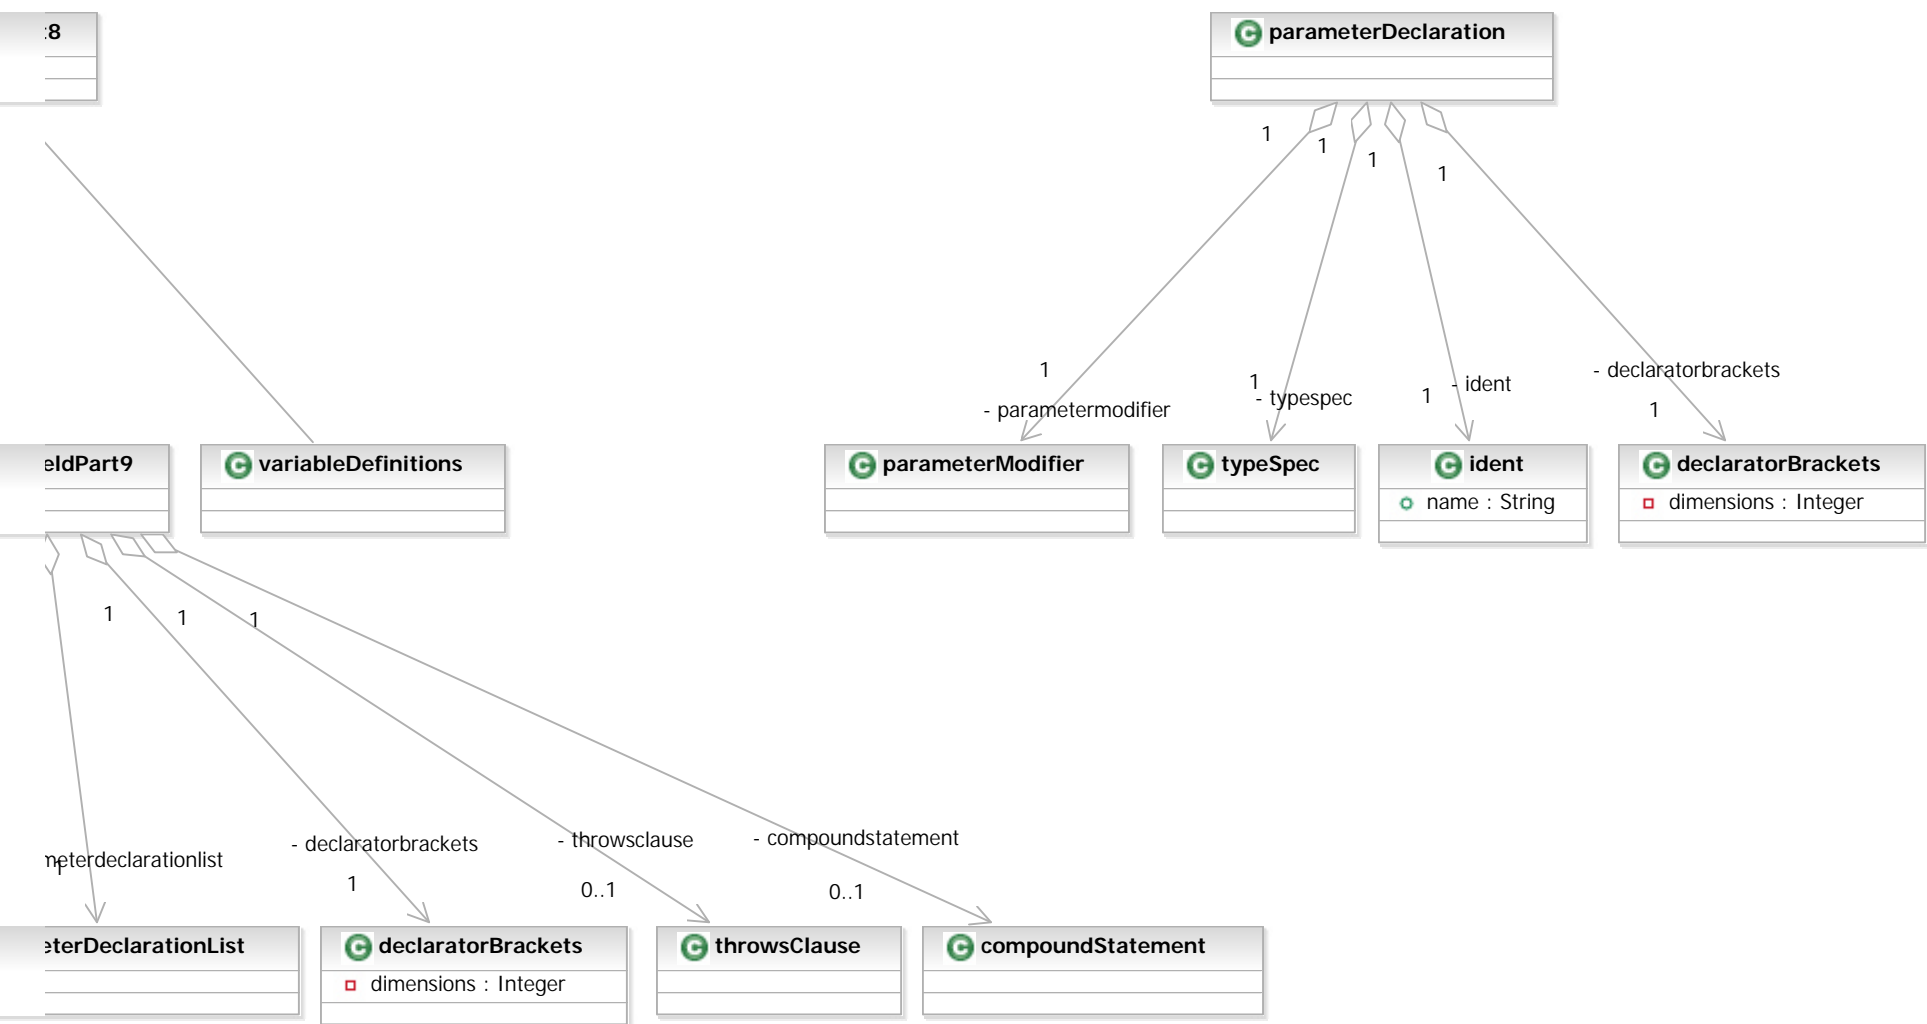 :8
parameterDeclaration
1
1
1
1
1
- parametermodifier
1
- typespec
1
- ident
- declaratorbrackets
1
eldPart9
variableDefinitions
parameterModifier
typeSpec
ident
name : String
declaratorBrackets
dimensions : Integer
1
1
1
meterdeclarationlist
1
- declaratorbrackets
1
- throwsclause
0..1
- compoundstatement
0..1
eterDeclarationList
declaratorBrackets
dimensions : Integer
throwsClause
compoundStatement